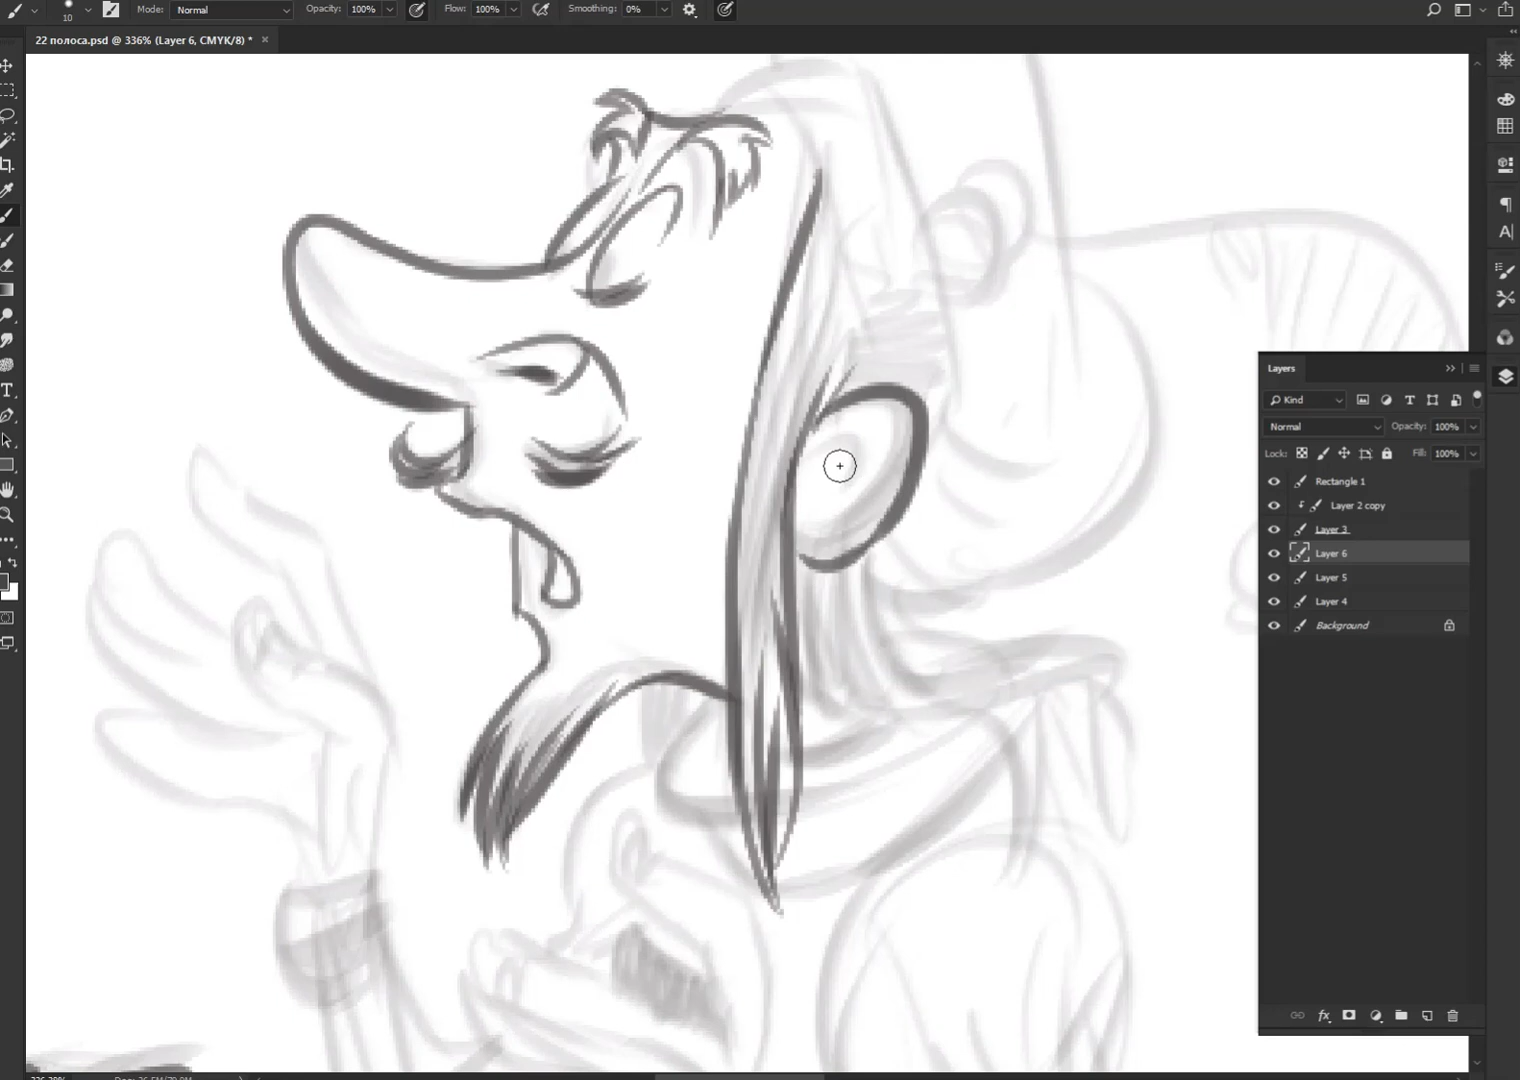 10 Mode: Normal Opacity: 100% Flow: 100% Smoothing: 0%
22 полоса.psd @ 336% (Layer 6, CMYK/8) * ×
Layers
Kind
Normal Opacity: 100%
Lock: Fill: 100%
Rectangle 1
Layer 2 copy
Layer 3
Layer 6
Layer 5
Layer 4
Background